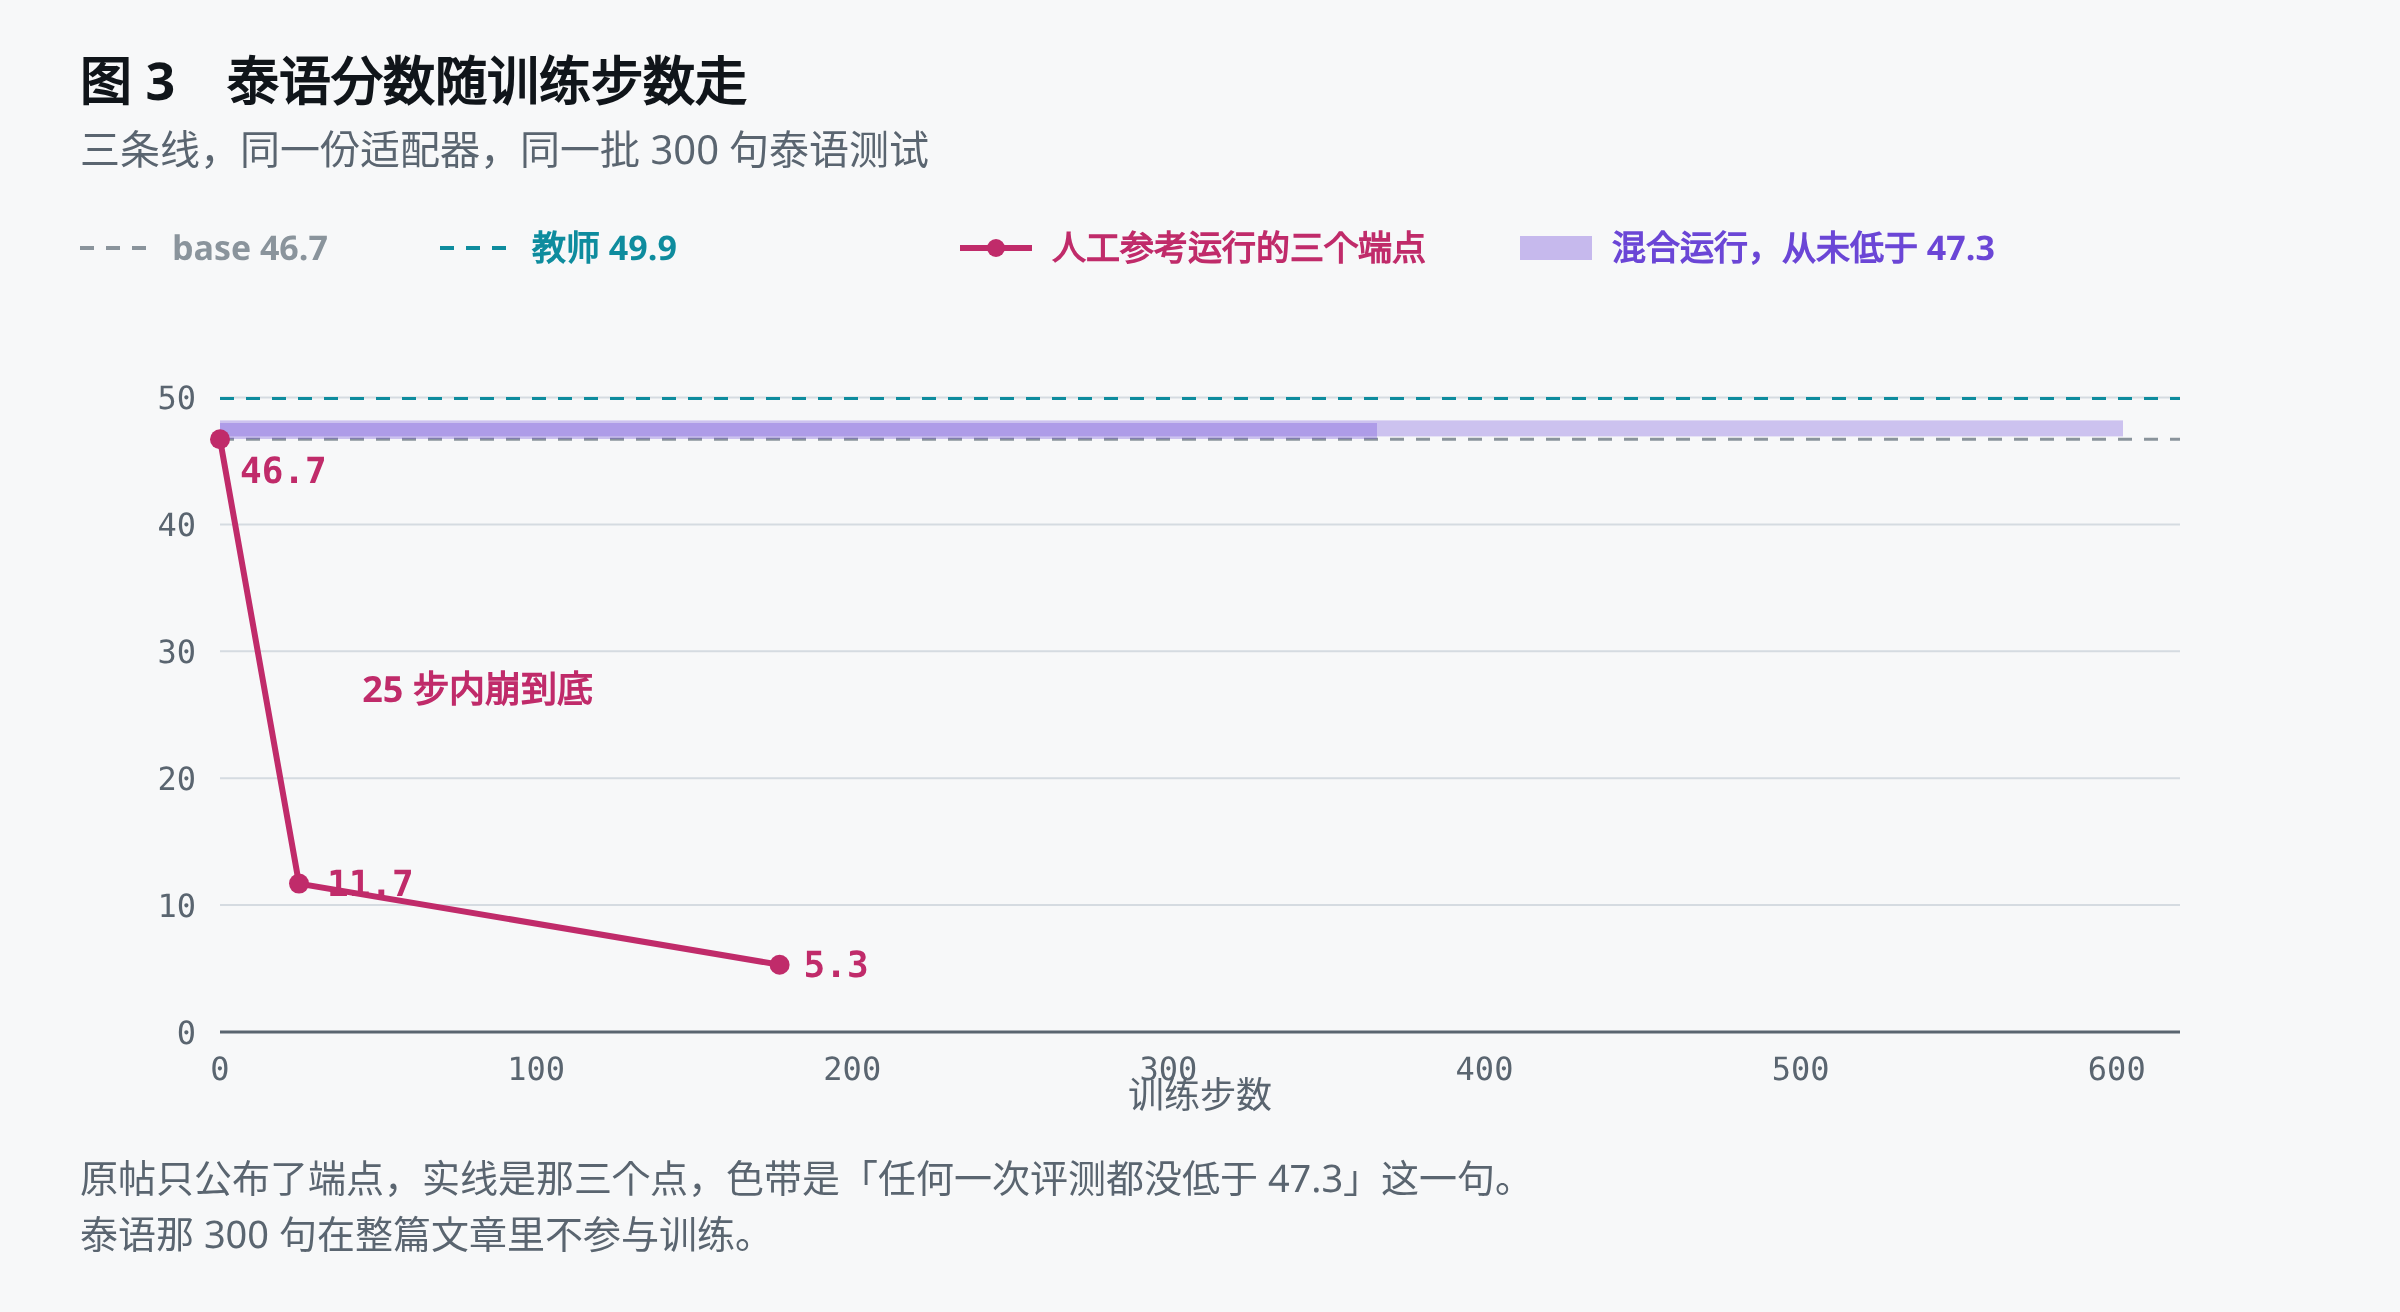 图 3　泰语分数随训练步数走
三条线，同一份适配器，同一批 300 句泰语测试
base 46.7
教师 49.9
人工参考运行的三个端点
混合运行，从未低于 47.3
50
40
30
20
10
0
46.7
25 步内崩到底
11.7
5.3
0
100
200
300
400
500
600
训练步数
原帖只公布了端点，实线是那三个点，色带是「任何一次评测都没低于 47.3」这一句。
泰语那 300 句在整篇文章里不参与训练。